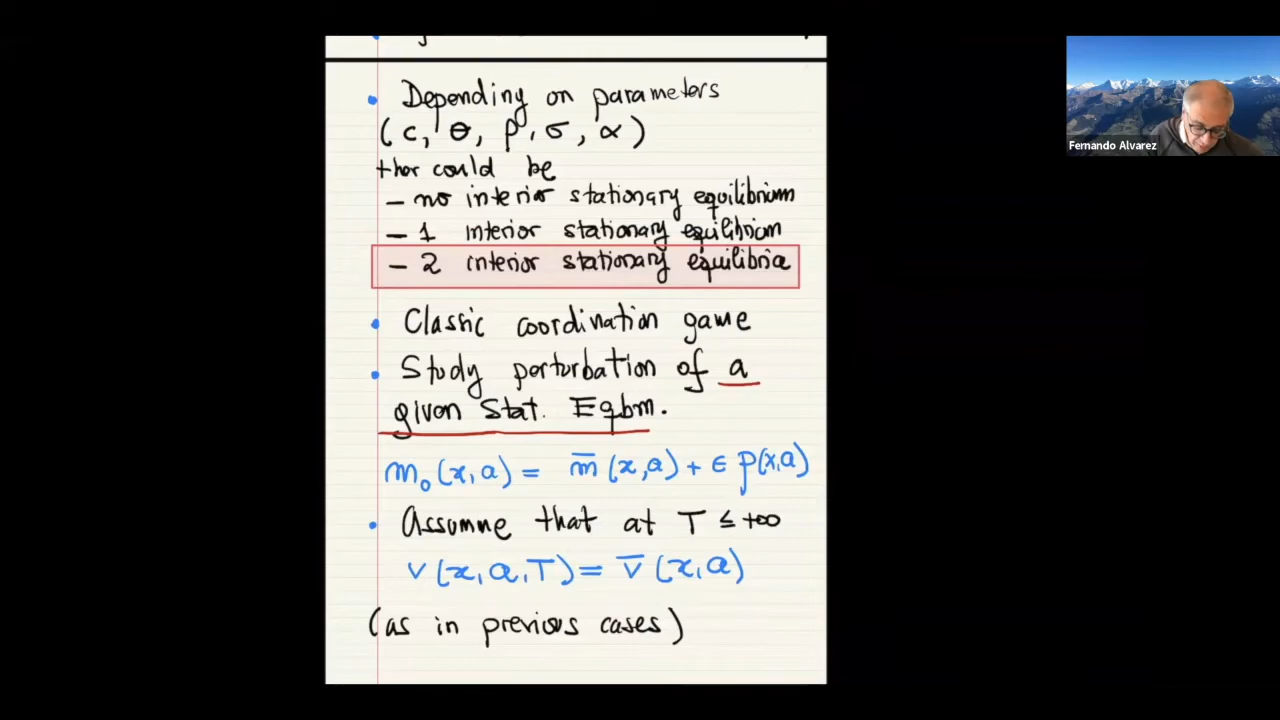 Depending on parameters
(c, θ, ρ, σ, α)
ther could be
- no interior stationary equilibrium
- 1 interior stationary equilibrium
- 2 interior stationary equilibria
Classic coordination game
Study perturbation of a
given Stat. Eqbm.
m₀(x,a) = m̅(x,a) + ϵ p(x,a)
Assume that at T ≤ +∞
v(x,a,T) = v̅(x,a)
(as in previous cases)
Fernando Alvarez